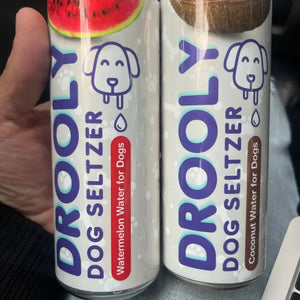 DROOLY
DOG SELTZER
Watermelon Water for Dogs
DROOLY
DOG SELTZER
Coconut Water for Dogs